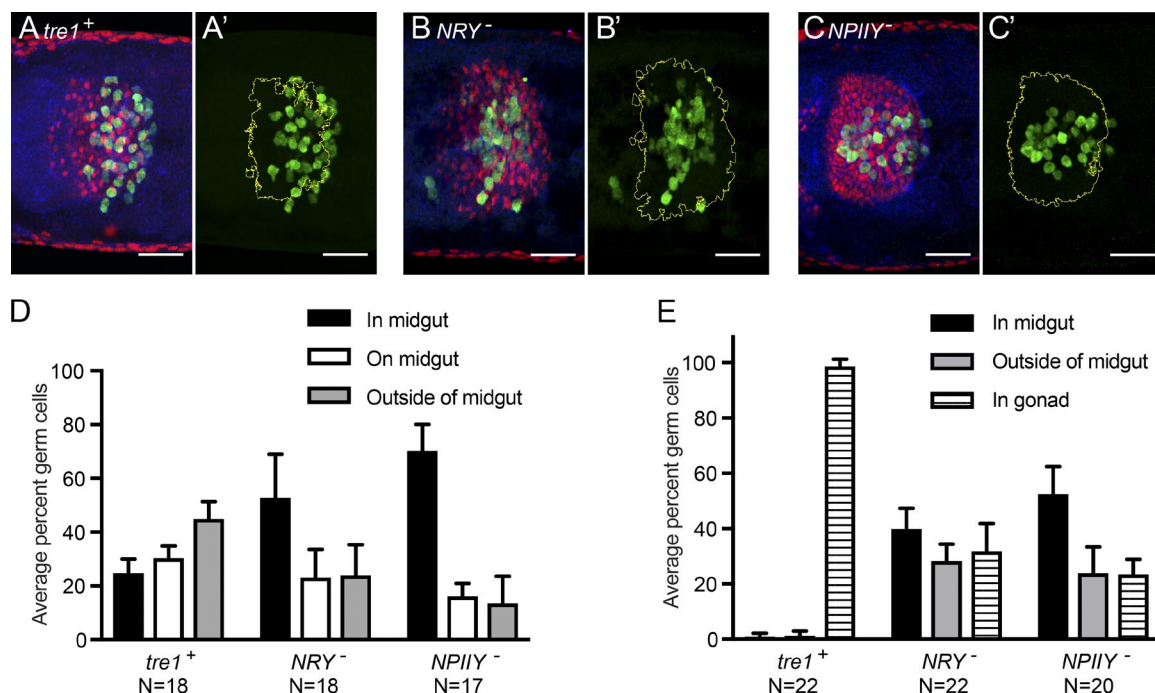 A tre1+ A' B NRY- B' C NPIIY- C'
D
In midgut
On midgut
Outside of midgut
Average percent germ cells
100
80
60
40
20
0
tre1+ NRY- NPIIY-
N=18 N=18 N=17
E
In midgut
Outside of midgut
In gonad
Average percent germ cells
100
80
60
40
20
0
tre1+ NRY- NPIIY-
N=22 N=22 N=20